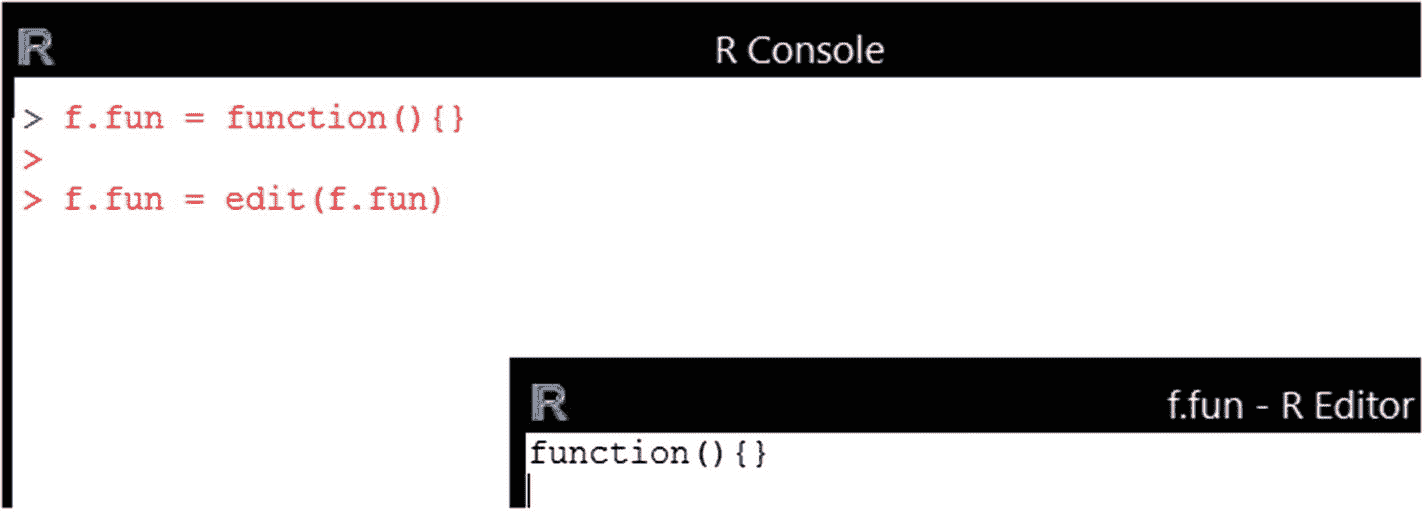 R
R Console
> f.fun = function(){}
>
> f.fun = edit(f.fun)
R
f.fun - R Editor
function(){}